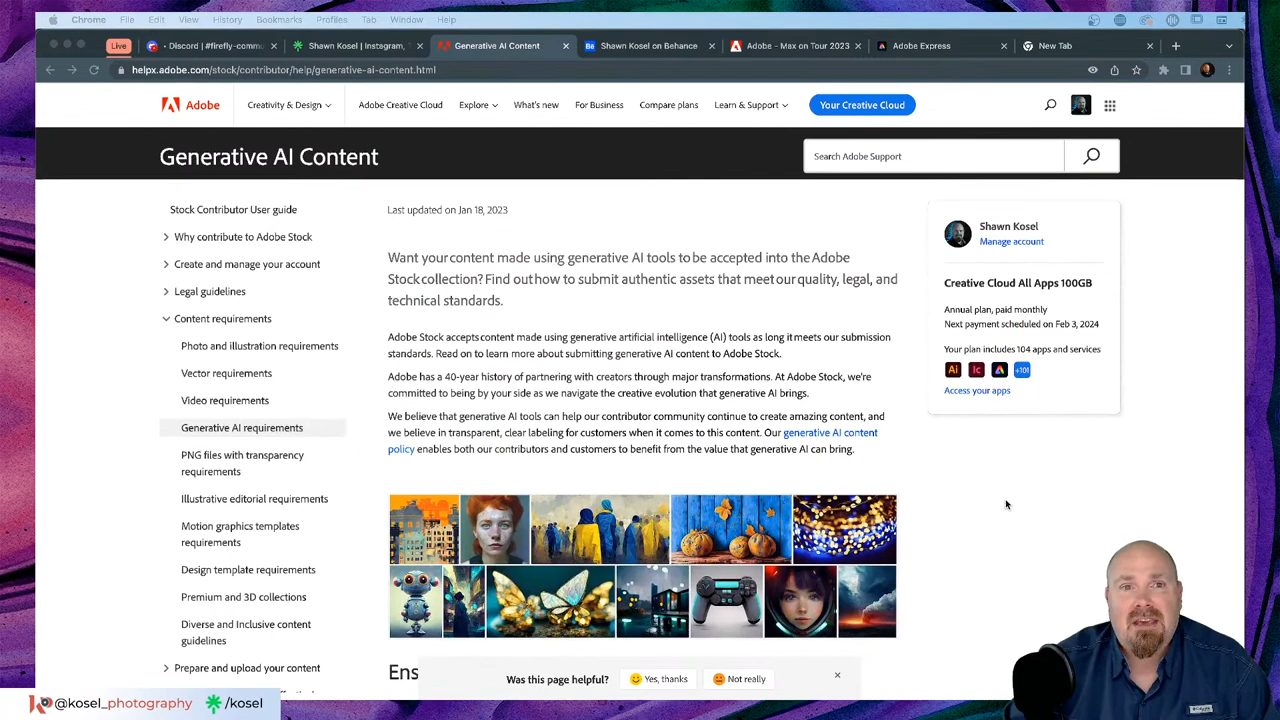 Chrome File Edit View History Bookmarks Profiles Tab Window Help
Live
Discord | #firefly-commu
Shawn Kosel | Instagram, T
Generative AI Content
Shawn Kosel on Behance
Adobe - Max on Tour 2023
Adobe Express
New Tab
helpx.adobe.com/stock/contributor/help/generative-ai-content.html
Adobe
Creativity & Design
Adobe Creative Cloud
Explore
What's new
For Business
Compare plans
Learn & Support
Your Creative Cloud
Generative AI Content
Search Adobe Support
Stock Contributor User guide
Why contribute to Adobe Stock
Create and manage your account
Legal guidelines
Content requirements
Photo and illustration requirements
Vector requirements
Video requirements
Generative AI requirements
PNG files with transparency
requirements
Illustrative editorial requirements
Motion graphics templates
requirements
Design template requirements
Premium and 3D collections
Diverse and Inclusive content
guidelines
Prepare and upload your content
Last updated on Jan 18, 2023
Want your content made using generative AI tools to be accepted into the Adobe
Stock collection? Find out how to submit authentic assets that meet our quality, legal, and
technical standards.
Adobe Stock accepts content made using generative artificial intelligence (AI) tools as long it meets our submission
standards. Read on to learn more about submitting generative AI content to Adobe Stock.
Adobe has a 40-year history of partnering with creators through major transformations. At Adobe Stock, we're
committed to being by your side as we navigate the creative evolution that generative AI brings.
We believe that generative AI tools can help our contributor community continue to create amazing content, and
we believe in transparent, clear labeling for customers when it comes to this content. Our generative AI content
policy enables both our contributors and customers to benefit from the value that generative AI can bring.
Ens
Was this page helpful?
Yes, thanks
Not really
Shawn Kosel
Manage account
Creative Cloud All Apps 100GB
Annual plan, paid monthly
Next payment scheduled on Feb 3, 2024
Your plan includes 104 apps and services
Ai Ic +101
Access your apps
@kosel_photography
/kosel